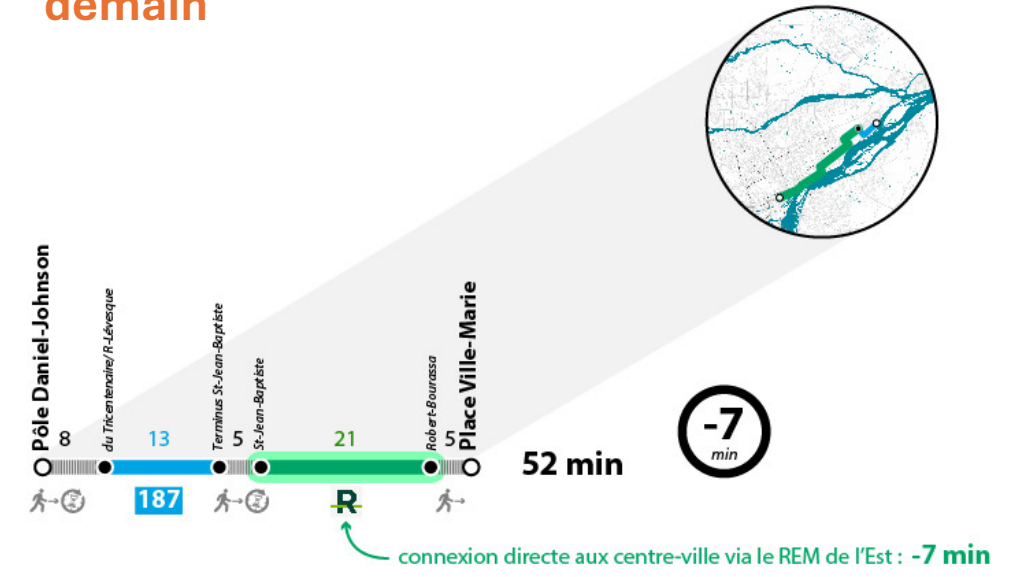 demain
Pôle Daniel-Johnson
8
du Tricentenaire/ R-Lévesque
13
Terminus St-Jean-Baptiste
5
St-Jean-Baptiste
21
Robert-Bourassa
5
Place Ville-Marie
52 min
-7
min
187
R
connexion directe aux centre-ville via le REM de l'Est : -7 min